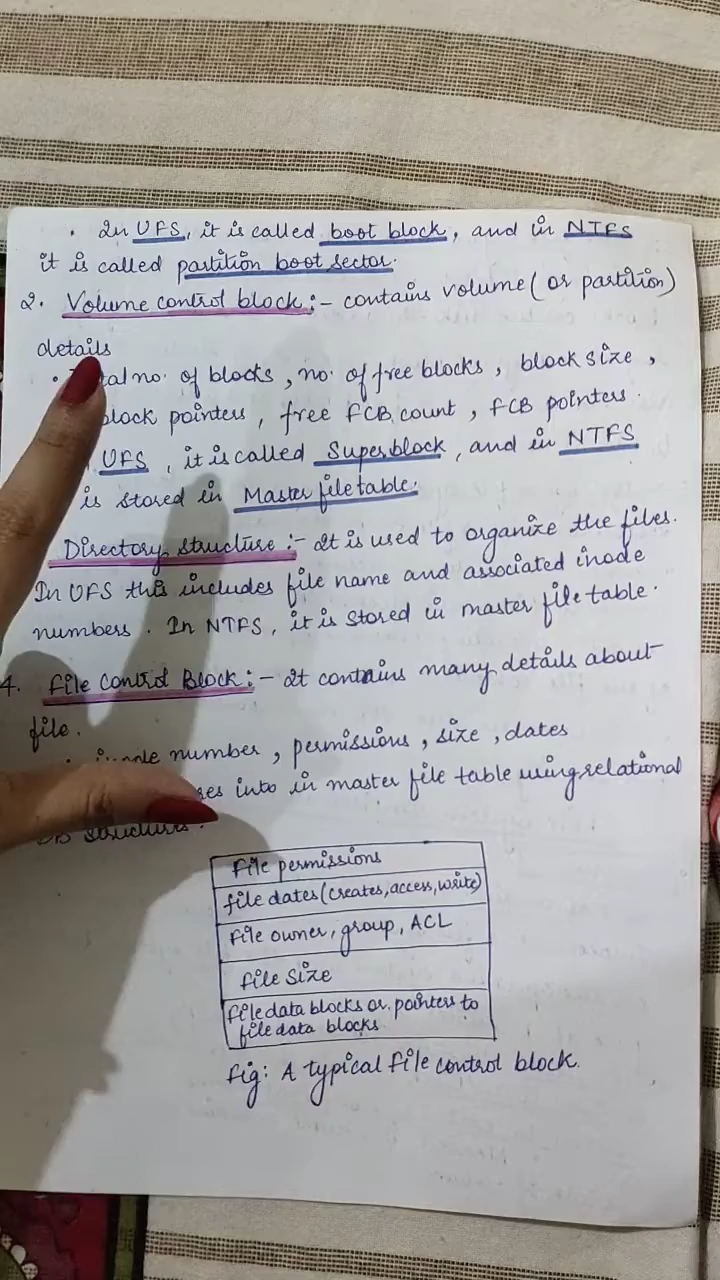 • In UFS, it is called boot block, and in NTFS
it is called partition boot sector.
2. Volume control block :- contains volume (or partition)
details
• no. of blocks, no. of free blocks, block size,
block pointers, free FCB count, FCB pointers.
UFS, it is called Superblock, and in NTFS
is stored in Master file table.
Directory structure :- It is used to organize the files.
In UFS this includes file name and associated inode
numbers. In NTFS, it is stored in master file table.
4. File Control Block :- It contains many details about
file.
number, permissions, size, dates
into in master file table using relational
structures.
File permissions
file dates (creates, access, write)
File owner, group, ACL
file size
file data blocks or pointers to
file data blocks
fig: A typical file control block.